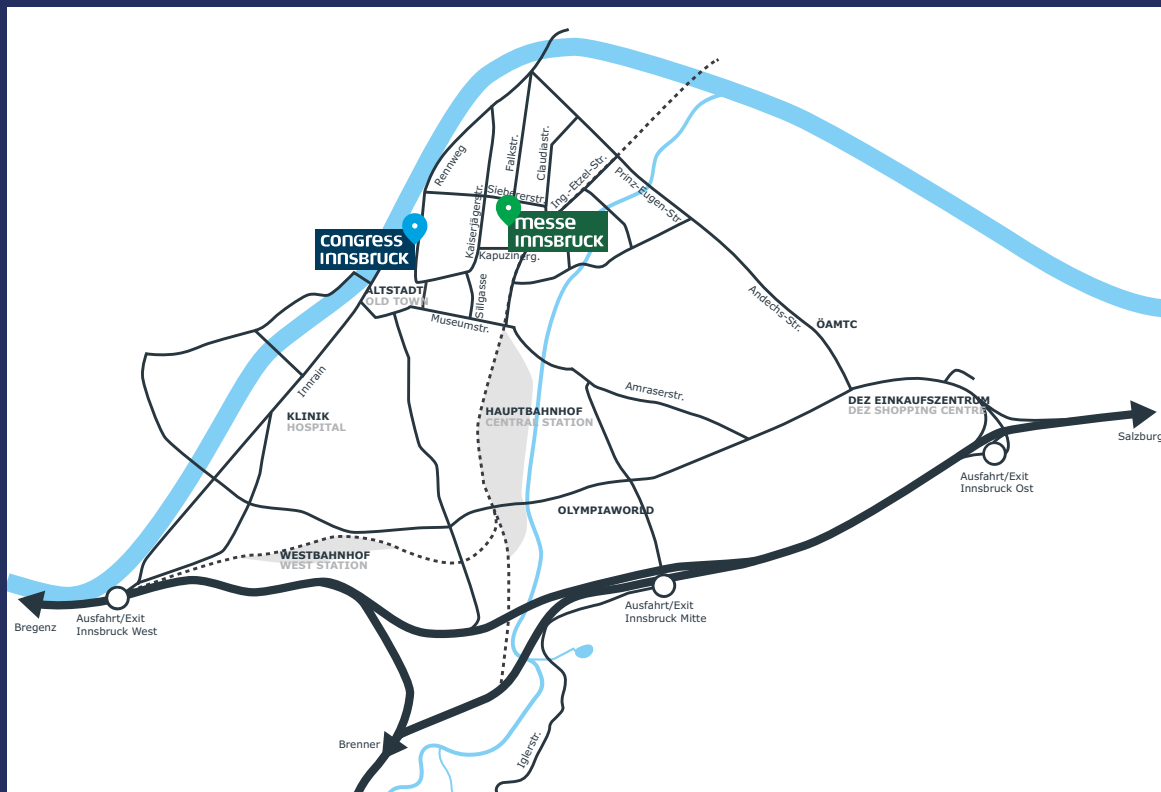 Rennweg
Falkstr.
Claudiastr.
Ing.-Etzel-Str.
Prinz-Eugen-Str.
Siebererstr.
Kaiserjägerstr.
messe
INNSBRUCK
congress
INNSBRUCK
Kapuzinerg.
Sillgasse
ALTSTADT
OLD TOWN
Museumstr.
Andechs-Str.
ÖAMTC
Innrain
Amraserstr.
KLINIK
HOSPITAL
HAUPTBAHNHOF
CENTRAL STATION
DEZ EINKAUFSZENTRUM
DEZ SHOPPING CENTRE
Salzburg
Ausfahrt/Exit
Innsbruck Ost
OLYMPIAWORLD
WESTBAHNHOF
WEST STATION
Bregenz
Ausfahrt/Exit
Innsbruck West
Ausfahrt/Exit
Innsbruck Mitte
Brenner
Iglerstr.